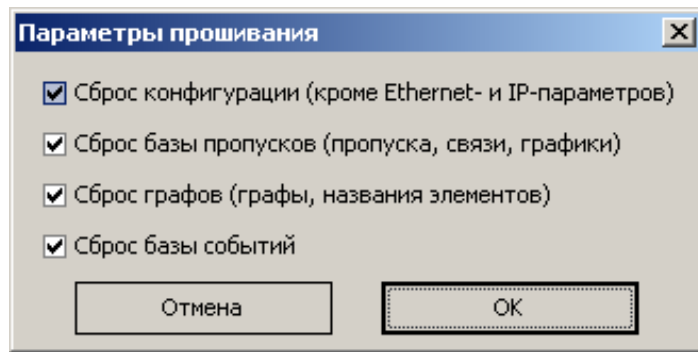 Параметры прошивания
Сброс конфигурации (кроме Ethernet- и IP-параметров)
Сброс базы пропусков (пропуска, связи, графики)
Сброс графов (графы, названия элементов)
Сброс базы событий
Отмена OK